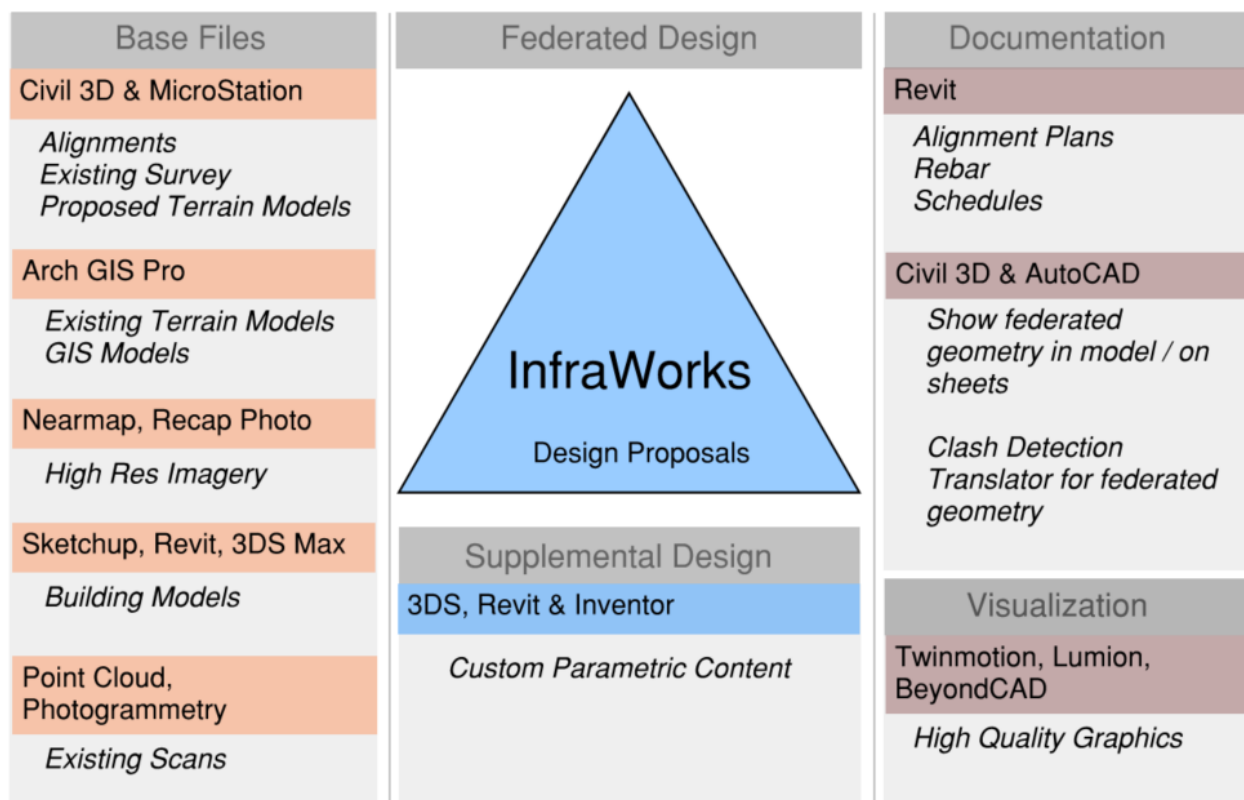 Base Files
Civil 3D & MicroStation
Alignments
Existing Survey
Proposed Terrain Models
Arch GIS Pro
Existing Terrain Models
GIS Models
Nearmap, Recap Photo
High Res Imagery
Sketchup, Revit, 3DS Max
Building Models
Point Cloud,
Photogrammetry
Existing Scans
Federated Design
InfraWorks
Design Proposals
Supplemental Design
3DS, Revit & Inventor
Custom Parametric Content
Documentation
Revit
Alignment Plans
Rebar
Schedules
Civil 3D & AutoCAD
Show federated
geometry in model / on
sheets
Clash Detection
Translator for federated
geometry
Visualization
Twinmotion, Lumion,
BeyondCAD
High Quality Graphics